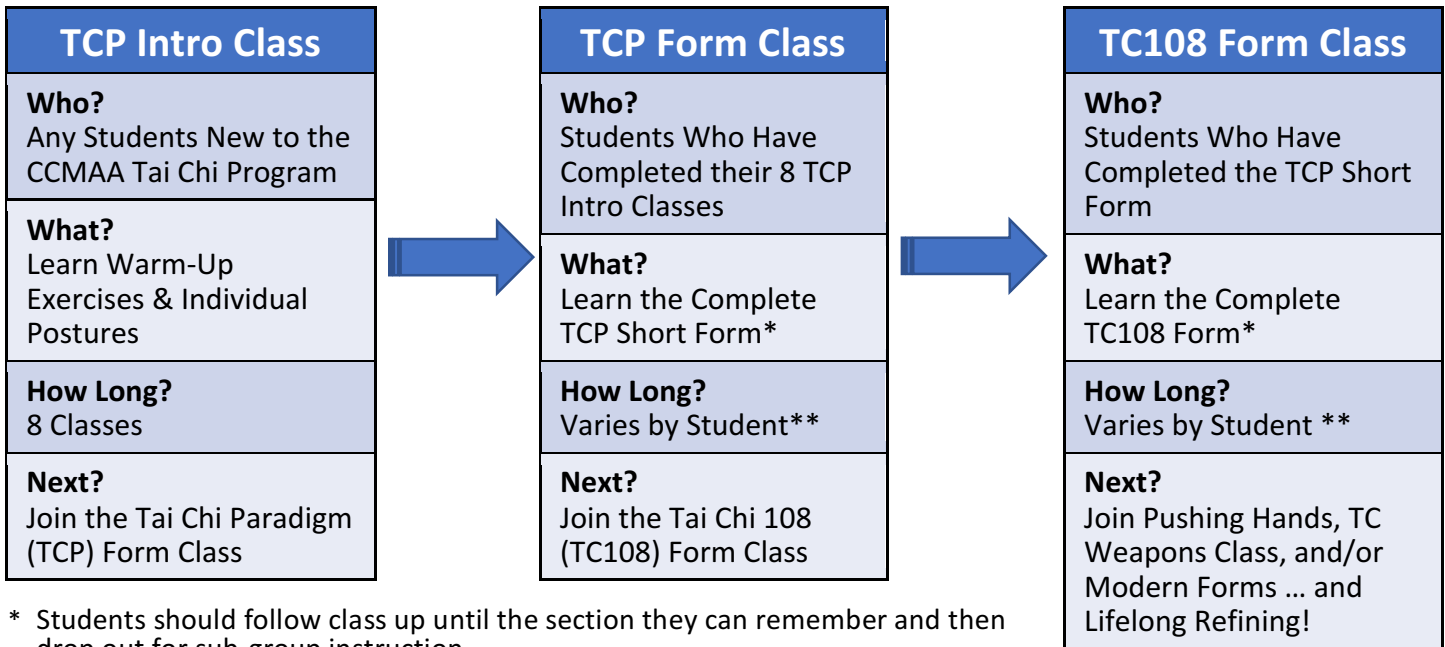 TCP Intro Class
Who?
Any Students New to the
CCMAA Tai Chi Program
What?
Learn Warm-Up
Exercises & Individual
Postures
How Long?
8 Classes
Next?
Join the Tai Chi Paradigm
(TCP) Form Class
TCP Form Class
Who?
Students Who Have
Completed their 8 TCP
Intro Classes
What?
Learn the Complete
TCP Short Form*
How Long?
Varies by Student**
Next?
Join the Tai Chi 108
(TC108) Form Class
TC108 Form Class
Who?
Students Who Have
Completed the TCP Short
Form
What?
Learn the Complete
TC108 Form*
How Long?
Varies by Student **
Next?
Join Pushing Hands, TC
Weapons Class, and/or
Modern Forms … and
Lifelong Refining!
* Students should follow class up until the section they can remember and then
drop out for sub-group instruction